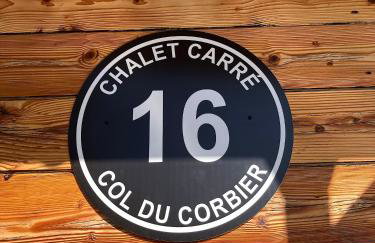 CHALET CARRÉ
16
COL DU CORBIER